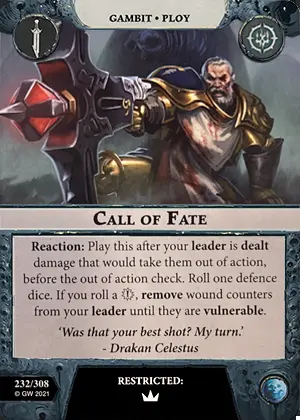 GAMBIT • PLOY
CALL OF FATE
Reaction: Play this after your leader is dealt
damage that would take them out of action,
before the out of action check. Roll one defence
dice. If you roll a , remove wound counters
from your leader until they are vulnerable.
'Was that your best shot? My turn.'
- Drakan Celestus
232/308
© GW 2021
RESTRICTED: